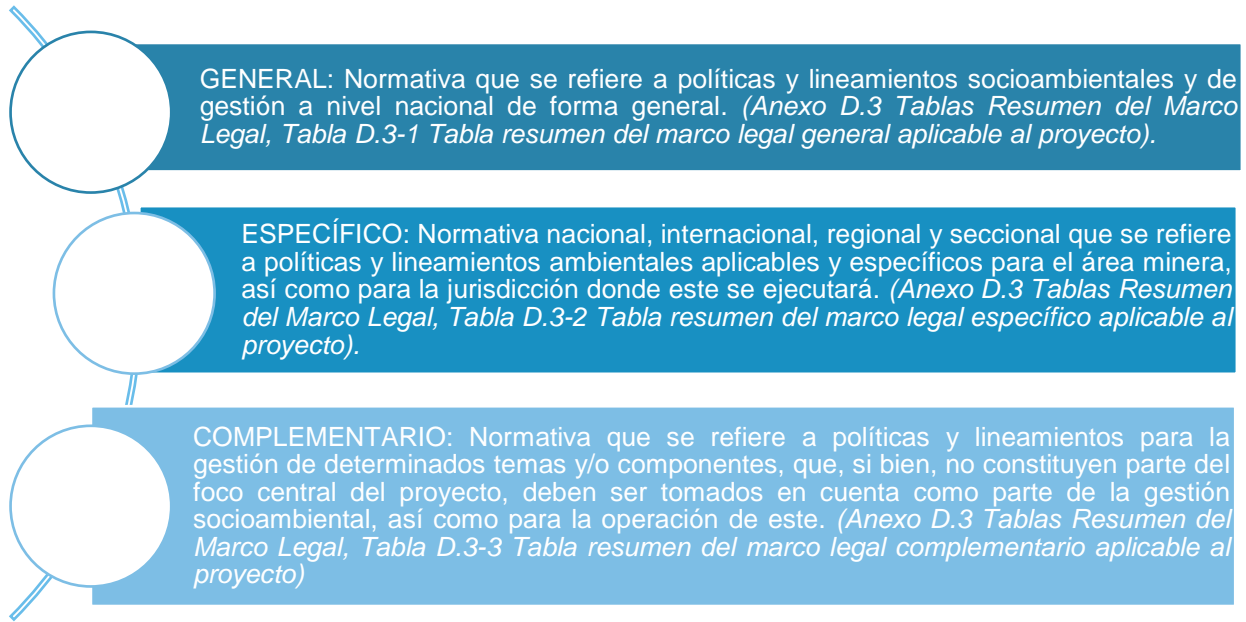 GENERAL: Normativa que se refiere a políticas y lineamientos socioambientales y de
gestión a nivel nacional de forma general. (Anexo D.3 Tablas Resumen del Marco
Legal, Tabla D.3-1 Tabla resumen del marco legal general aplicable al proyecto).
ESPECÍFICO: Normativa nacional, internacional, regional y seccional que se refiere
a políticas y lineamientos ambientales aplicables y específicos para el área minera,
así como para la jurisdicción donde este se ejecutará. (Anexo D.3 Tablas Resumen
del Marco Legal, Tabla D.3-2 Tabla resumen del marco legal específico aplicable al
proyecto).
COMPLEMENTARIO: Normativa que se refiere a políticas y lineamientos para la
gestión de determinados temas y/o componentes, que, si bien, no constituyen parte del
foco central del proyecto, deben ser tomados en cuenta como parte de la gestión
socioambiental, así como para la operación de este. (Anexo D.3 Tablas Resumen del
Marco Legal, Tabla D.3-3 Tabla resumen del marco legal complementario aplicable al
proyecto)